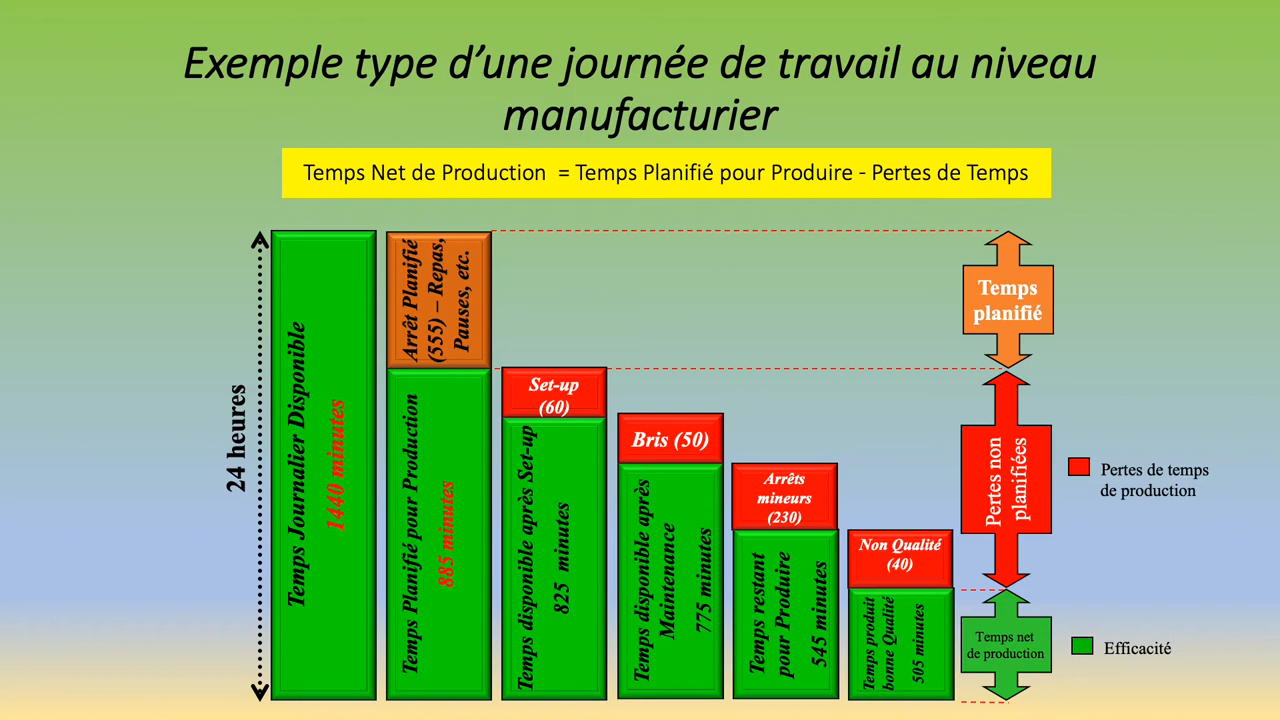 Exemple type d’une journée de travail au niveau
manufacturier
Temps Net de Production = Temps Planifié pour Produire - Pertes de Temps
24 heures
Temps Journalier Disponible
1440 minutes
Arrêt Planifié
(555) – Repas,
Pauses, etc.
Temps Planifié pour Production
885 minutes
Set-up
(60)
Temps disponible après Set-up
825 minutes
Bris (50)
Temps disponible après
Maintenance
775 minutes
Arrêts
mineurs
(230)
Temps restant
pour Produire
545 minutes
Non Qualité
(40)
Temps produit
bonne Qualité
505 minutes
Temps
planifié
Pertes non
planifiées
Temps net
de production
Pertes de temps
de production
Efficacité